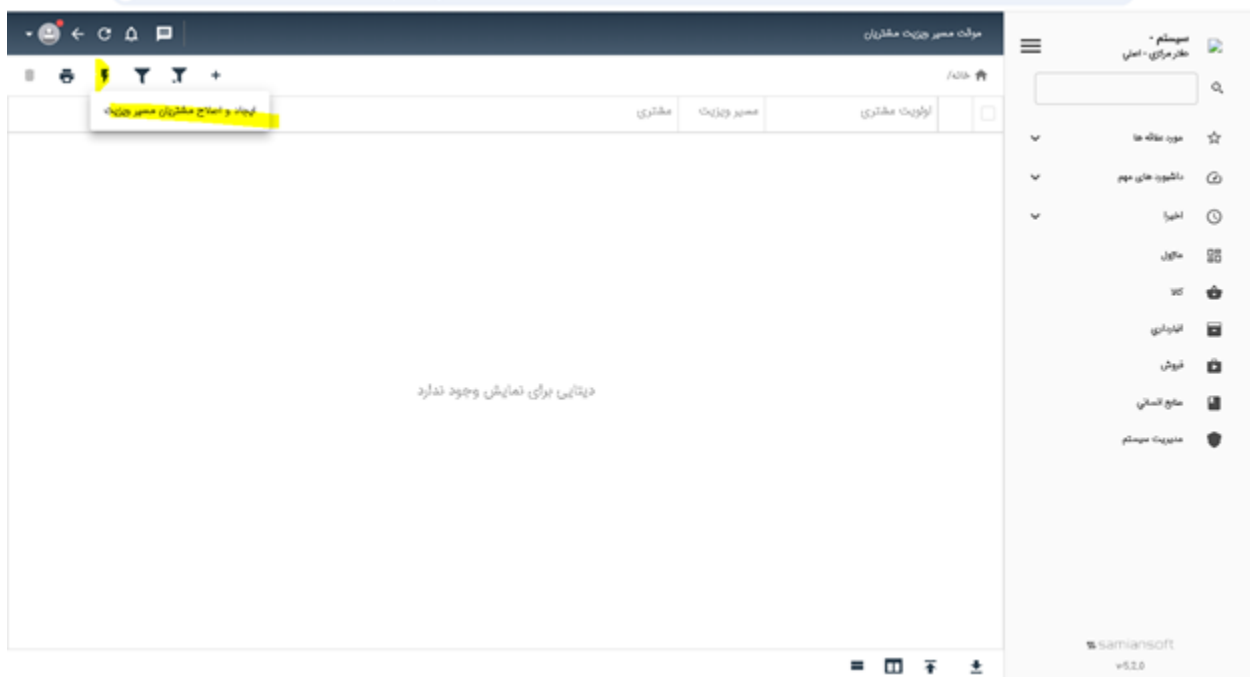 موقت مسیر ویزیت مشتریان
خانه/
ایجاد و اصلاح مشتریان مسیر ویزیت
اولویت مشتری
مسیر ویزیت
مشتری
دیتایی برای نمایش وجود ندارد
سیستم -
دفتر مرکزی - اصلی
مورد علاقه ها
داشبورد های مهم
اخیرا
ماژول
کالا
انبارداری
فروش
منابع انسانی
مدیریت سیستم
samiansoft
v5.2.0